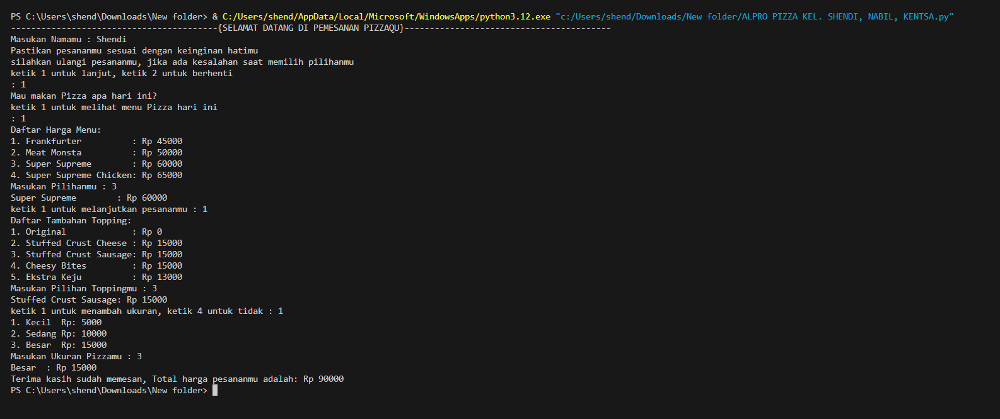 PS C:\Users\shend\Downloads\New folder> & C:/Users/shend/AppData/Local/Microsoft/WindowsApps/python3.12.exe "c:/Users/shend/Downloads/New folder/ALPRO PIZZA KEL. SHENDI, NABIL, KENTSA.py"
-----------------------------------------{SELAMAT DATANG DI PEMESANAN PIZZAQU}-----------------------------------------
Masukan Namamu : Shendi
Pastikan pesananmu sesuai dengan keinginan hatimu
silahkan ulangi pesananmu, jika ada kesalahan saat memilih pilihanmu
ketik 1 untuk lanjut, ketik 2 untuk berhenti
: 1
Mau makan Pizza apa hari ini?
ketik 1 untuk melihat menu Pizza hari ini
: 1
Daftar Harga Menu:
1. Frankfurter          : Rp 45000
2. Meat Monsta          : Rp 50000
3. Super Supreme        : Rp 60000
4. Super Supreme Chicken: Rp 65000
Masukan Pilihanmu : 3
Super Supreme        : Rp 60000
ketik 1 untuk melanjutkan pesananmu : 1
Daftar Tambahan Topping:
1. Original             : Rp 0
2. Stuffed Crust Cheese : Rp 15000
3. Stuffed Crust Sausage: Rp 15000
4. Cheesy Bites         : Rp 15000
5. Ekstra Keju          : Rp 13000
Masukan Pilihan Toppingmu : 3
Stuffed Crust Sausage: Rp 15000
ketik 1 untuk menambah ukuran, ketik 4 untuk tidak : 1
1. Kecil  Rp: 5000
2. Sedang Rp: 10000
3. Besar  Rp: 15000
Masukan Ukuran Pizzamu : 3
Besar  : Rp 15000
Terima kasih sudah memesan, Total harga pesananmu adalah: Rp 90000
PS C:\Users\shend\Downloads\New folder>